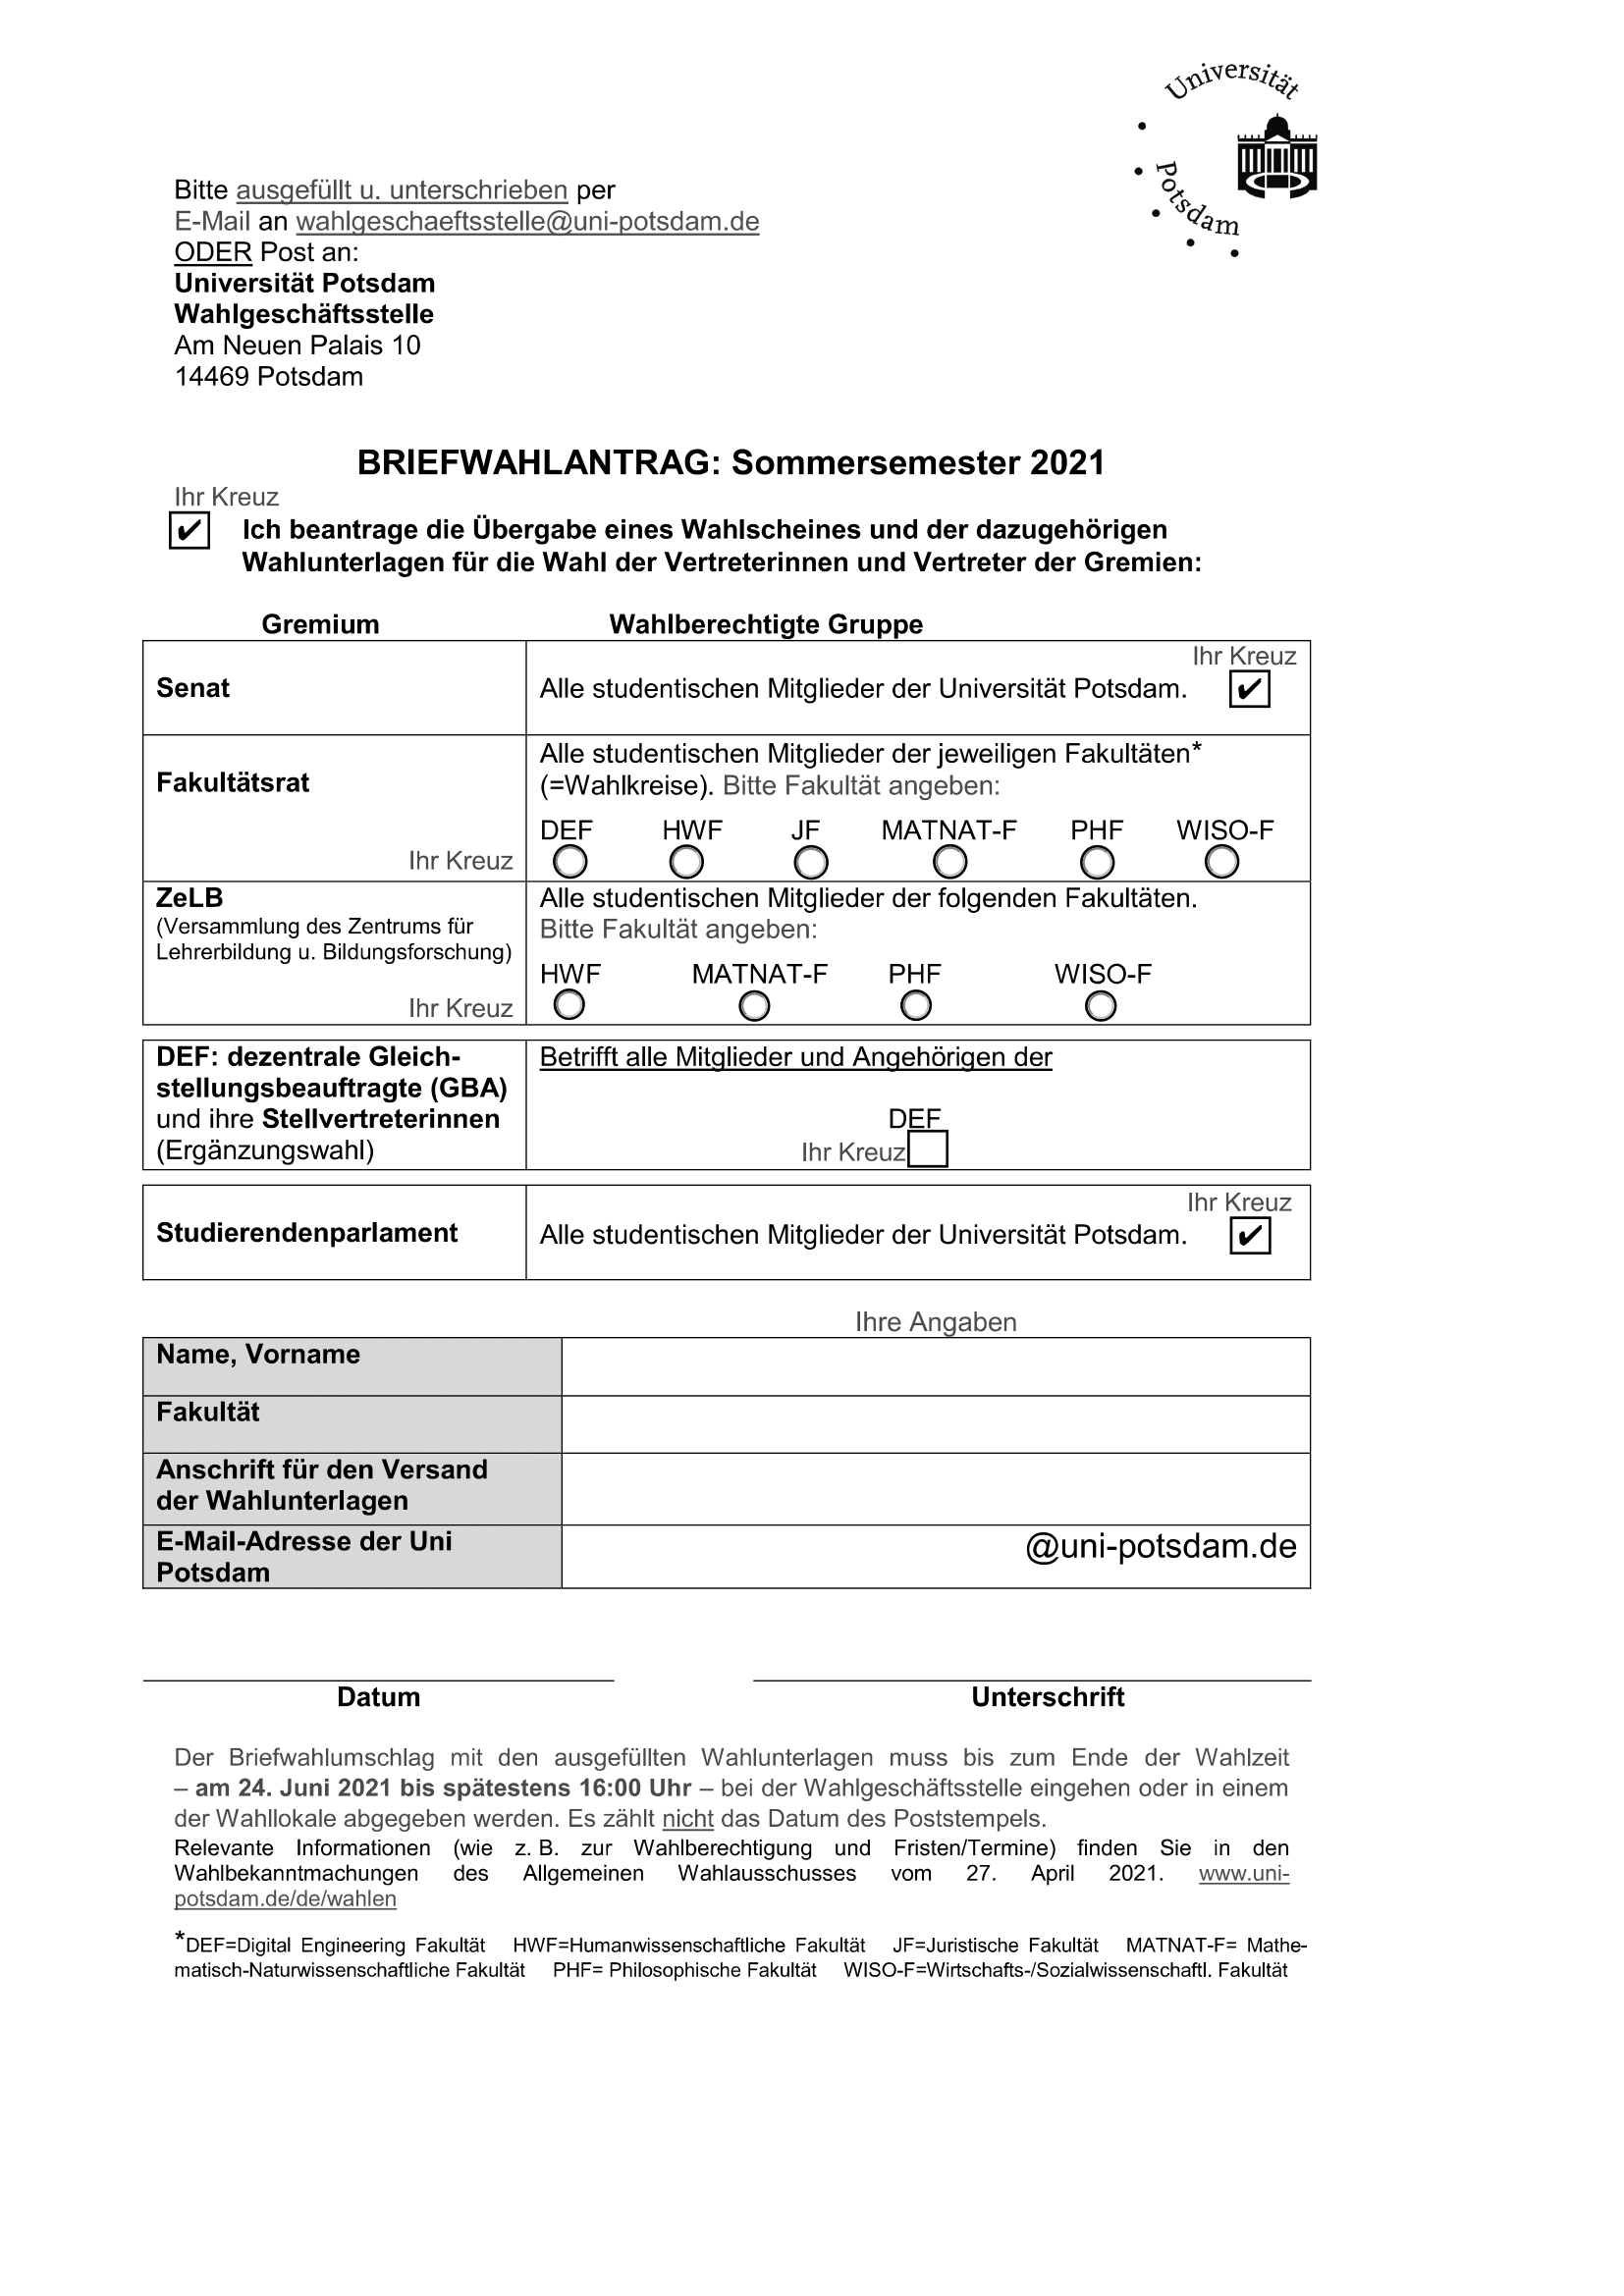 Universität
Potsdam
Bitte ausgefüllt u. unterschrieben per
E-Mail an wahlgeschaeftsstelle@uni-potsdam.de
ODER Post an:
Universität Potsdam
Wahlgeschäftsstelle
Am Neuen Palais 10
14469 Potsdam
BRIEFWAHLANTRAG: Sommersemester 2021
Ihr Kreuz
✔ Ich beantrage die Übergabe eines Wahlscheines und der dazugehörigen
Wahlunterlagen für die Wahl der Vertreterinnen und Vertreter der Gremien:
Gremium Wahlberechtigte Gruppe
Ihr Kreuz
Senat Alle studentischen Mitglieder der Universität Potsdam. ✔
Fakultätsrat
Alle studentischen Mitglieder der jeweiligen Fakultäten*
(=Wahlkreise). Bitte Fakultät angeben:
DEF HWF JF MATNAT-F PHF WISO-F
Ihr Kreuz
ZeLB
(Versammlung des Zentrums für
Lehrerbildung u. Bildungsforschung)
Alle studentischen Mitglieder der folgenden Fakultäten.
Bitte Fakultät angeben:
HWF MATNAT-F PHF WISO-F
Ihr Kreuz
DEF: dezentrale Gleich-
stellungsbeauftragte (GBA)
und ihre Stellvertreterinnen
(Ergänzungswahl)
Betrifft alle Mitglieder und Angehörigen der
DEF
Ihr Kreuz
Ihr Kreuz
Studierendenparlament Alle studentischen Mitglieder der Universität Potsdam. ✔
Ihre Angaben
Name, Vorname
Fakultät
Anschrift für den Versand
der Wahlunterlagen
E-Mail-Adresse der Uni
Potsdam
@uni-potsdam.de
Datum Unterschrift
Der Briefwahlumschlag mit den ausgefüllten Wahlunterlagen muss bis zum Ende der Wahlzeit
– am 24. Juni 2021 bis spätestens 16:00 Uhr – bei der Wahlgeschäftsstelle eingehen oder in einem
der Wahllokale abgegeben werden. Es zählt nicht das Datum des Poststempels.
Relevante Informationen (wie z. B. zur Wahlberechtigung und Fristen/Termine) finden Sie in den
Wahlbekanntmachungen des Allgemeinen Wahlausschusses vom 27. April 2021. www.uni-
potsdam.de/de/wahlen
*DEF=Digital Engineering Fakultät HWF=Humanwissenschaftliche Fakultät JF=Juristische Fakultät MATNAT-F= Mathe-
matisch-Naturwissenschaftliche Fakultät PHF= Philosophische Fakultät WISO-F=Wirtschafts-/Sozialwissenschaftl. Fakultät